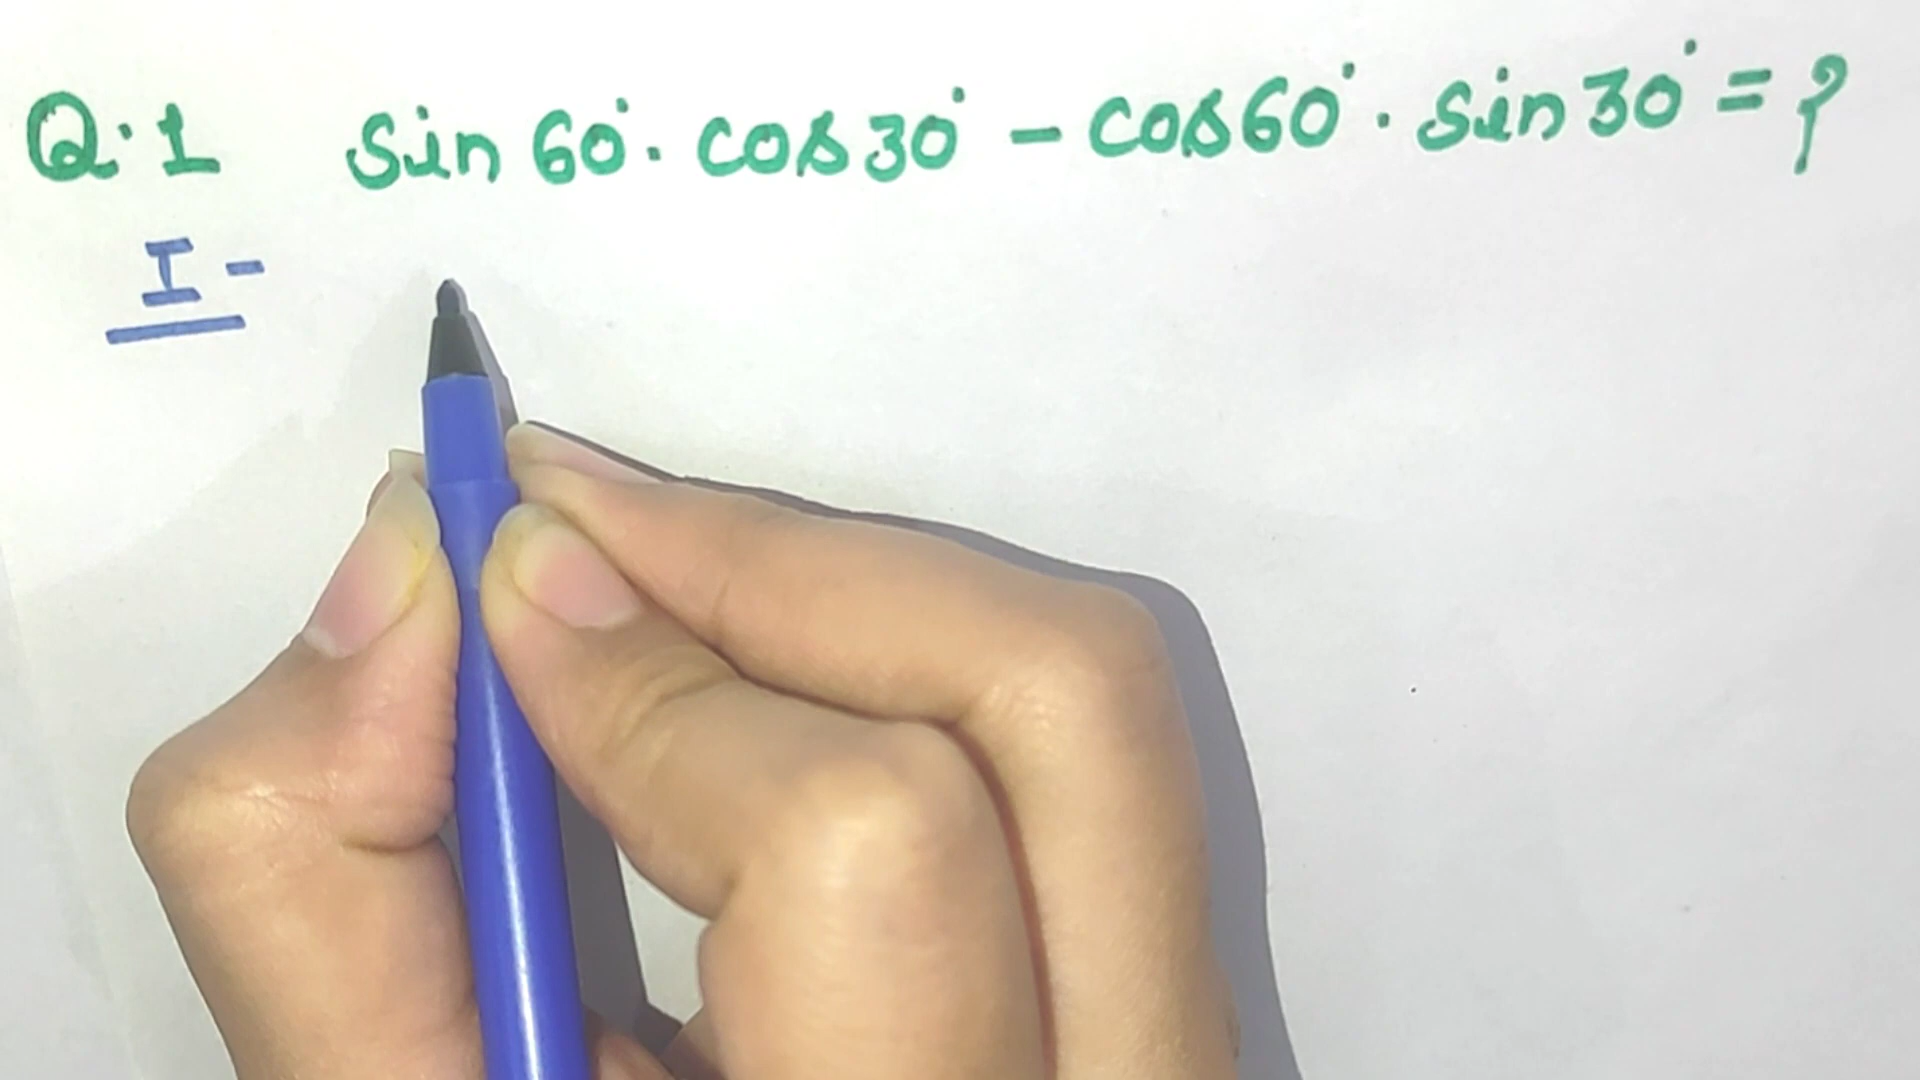 Q.1 sin 60°. cos 30° - cos 60° . sin 30° = ?
I -